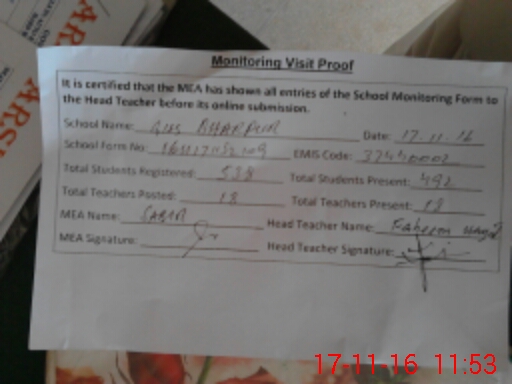 Monitoring Visit Proof
It is certified that the MEA has shown all entries of the School Monitoring Form to
the Head Teacher before its online submission.
School Name: GHS Date: 17.11.16
School Form No: EMIS Code:
Total Students Registered: 538 Total Students Present: 492
Total Teachers Posted: 18 Total Teachers Present: 18
MEA Name: SABIR Head Teacher Name: Faheem
MEA Signature: Head Teacher Signature:
17-11-16 11:53